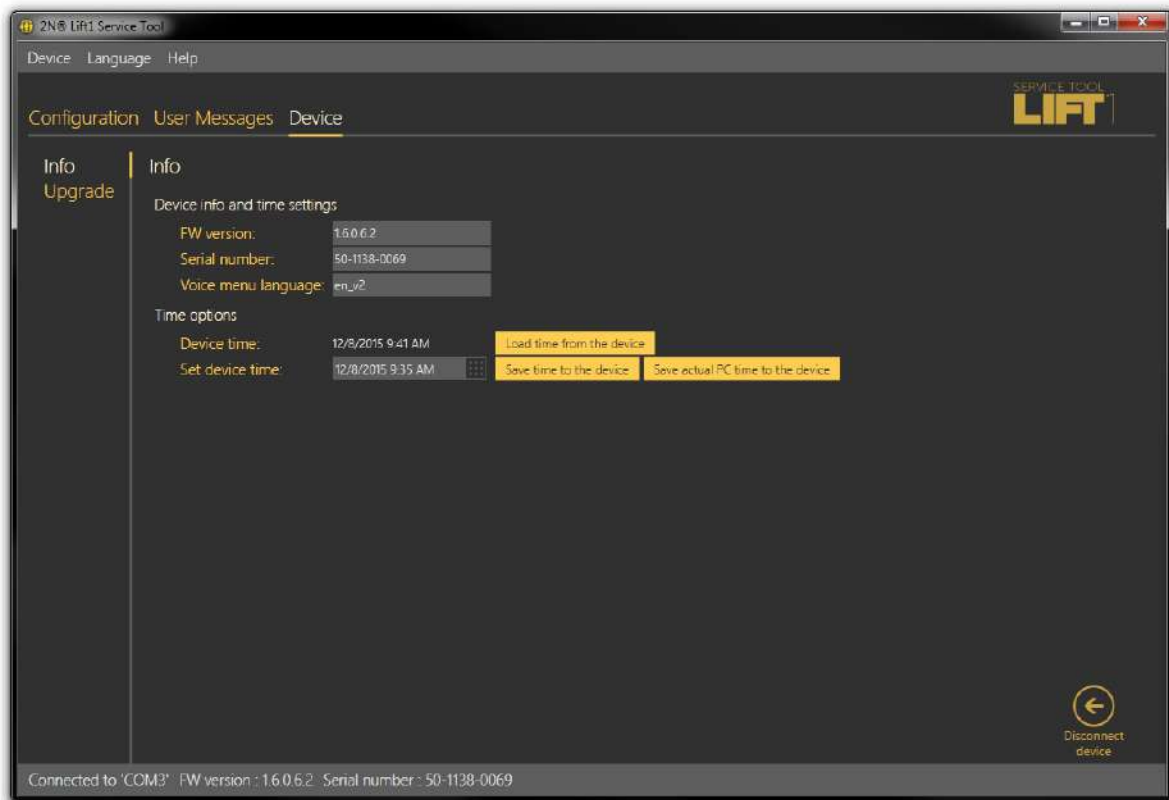 2N® Lift1 Service Tool
Device Language Help
SERVICE TOOL
LIFT1
Configuration User Messages Device
Info
Upgrade
Info
Device info and time settings
FW version: 1.6.0.6.2
Serial number: 50-1138-0069
Voice menu language: en_v2
Time options
Device time: 12/8/2015 9:41 AM Load time from the device
Set device time: 12/8/2015 9:35 AM Save time to the device Save actual PC time to the device
Disconnect
device
Connected to 'COM3' FW version : 1.6.0.6.2 Serial number : 50-1138-0069